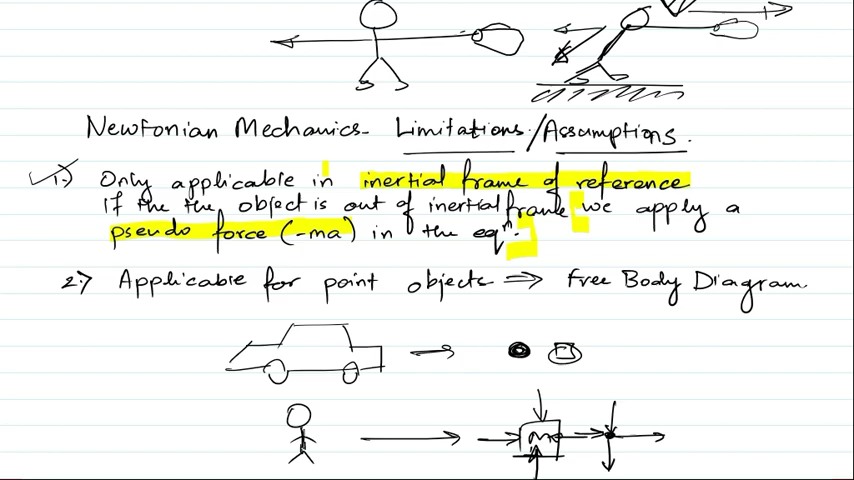 Newtonian Mechanics- Limitations/Assumptions.
1.) Only applicable in inertial frame of reference
If the the object is out of inertial frame we apply a
pseudo force (-ma) in the eqⁿ.
2.) Applicable for point objects ⇒ Free Body Diagram.
m